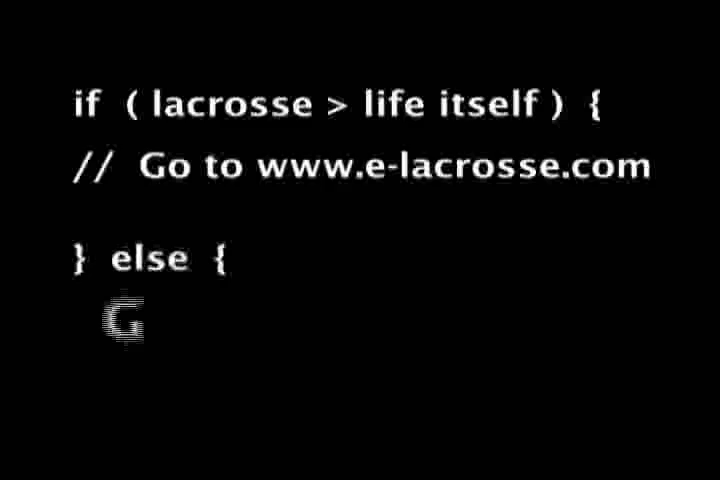 if ( lacrosse > life itself ) {
// Go to www.e-lacrosse.com
} else {
G